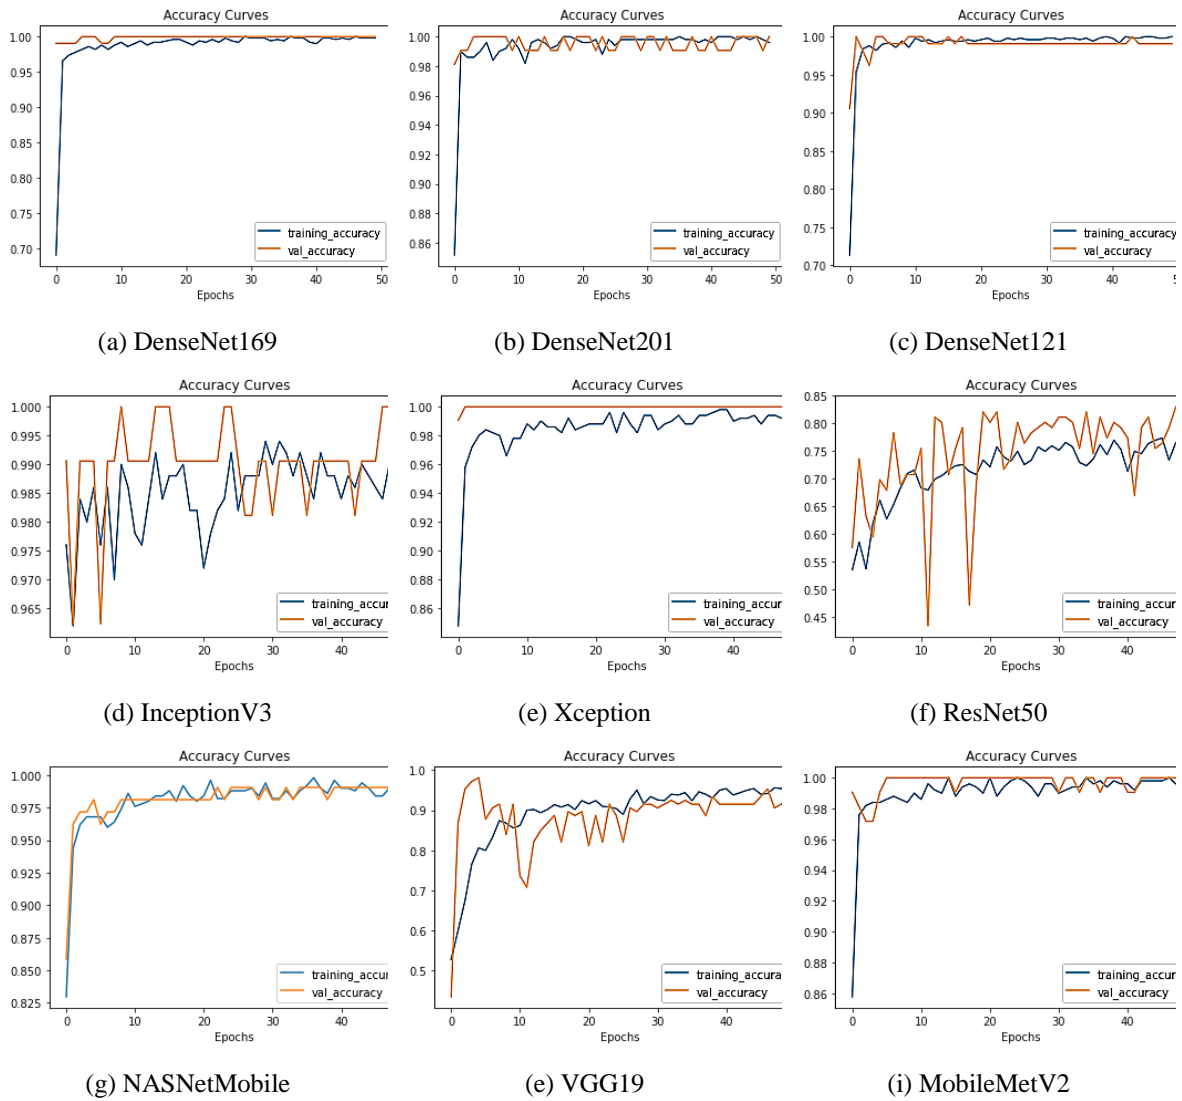 Accuracy Curves
1.00
0.95
0.90
0.85
0.80
0.75
0.70
training_accuracy
val_accuracy
0 10 20 30 40 50
Epochs
(a) DenseNet169
Accuracy Curves
1.00
0.98
0.96
0.94
0.92
0.90
0.88
0.86
training_accuracy
val_accuracy
0 10 20 30 40 50
Epochs
(b) DenseNet201
Accuracy Curves
1.00
0.95
0.90
0.85
0.80
0.75
0.70
training_accuracy
val_accuracy
0 10 20 30 40 5
Epochs
(c) DenseNet121
Accuracy Curves
1.000
0.995
0.990
0.985
0.980
0.975
0.970
0.965
training_accur
val_accuracy
0 10 20 30 40
Epochs
(d) InceptionV3
Accuracy Curves
1.00
0.98
0.96
0.94
0.92
0.90
0.88
0.86
training_accur
val_accuracy
0 10 20 30 40
Epochs
(e) Xception
Accuracy Curves
0.85
0.80
0.75
0.70
0.65
0.60
0.55
0.50
0.45
training_accur
val_accuracy
0 10 20 30 40
Epochs
(f) ResNet50
Accuracy Curves
1.000
0.975
0.950
0.925
0.900
0.875
0.850
0.825
training_accur
val_accuracy
0 10 20 30 40
Epochs
(g) NASNetMobile
Accuracy Curves
1.0
0.9
0.8
0.7
0.6
0.5
training_accura
val_accuracy
0 10 20 30 40
Epochs
(e) VGG19
Accuracy Curves
1.00
0.98
0.96
0.94
0.92
0.90
0.88
0.86
training_accur
val_accuracy
0 10 20 30 40
Epochs
(i) MobileMetV2